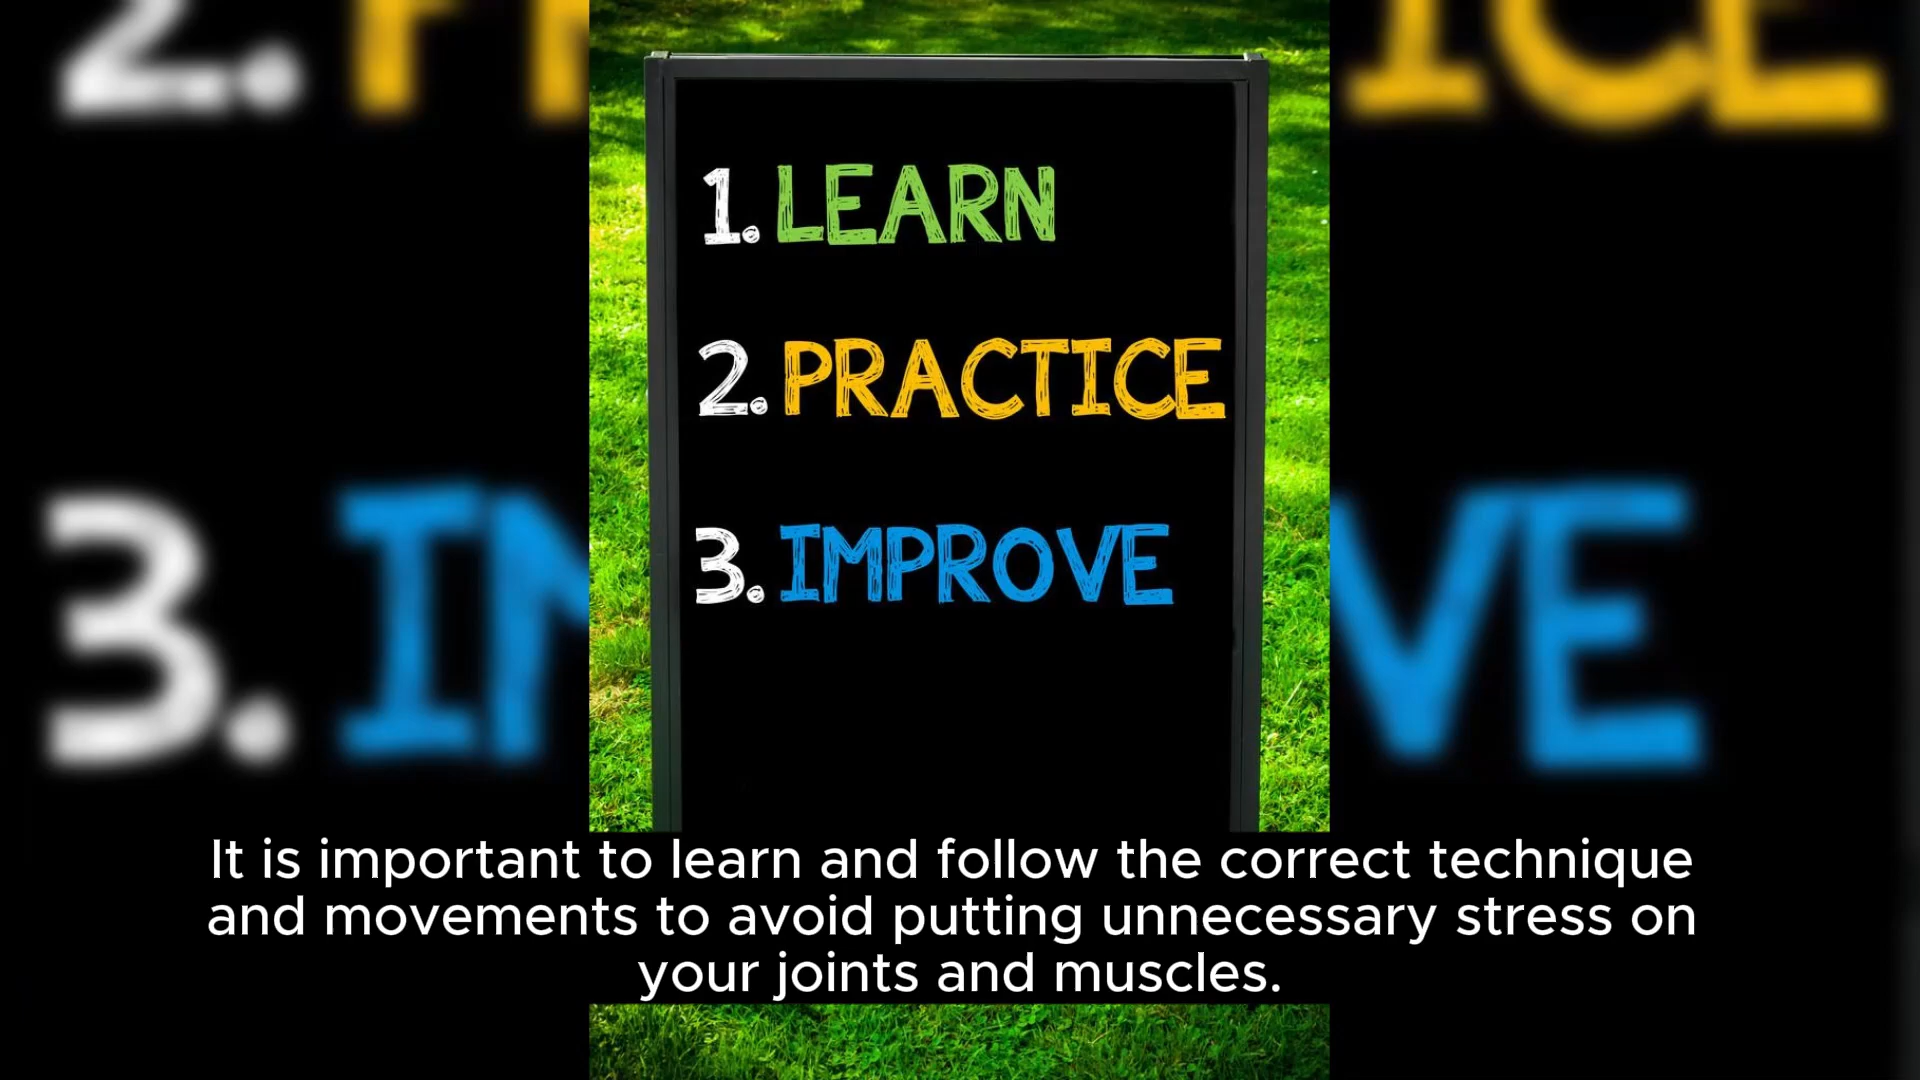 1. LEARN
2. PRACTICE
3. IMPROVE
It is important to learn and follow the correct technique
and movements to avoid putting unnecessary stress on
your joints and muscles.